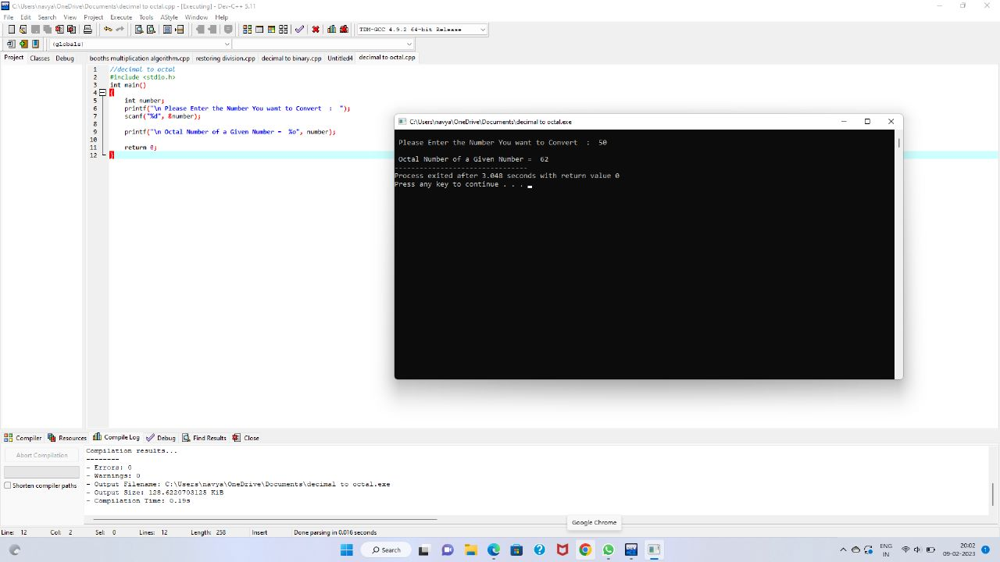 C:\Users\navya\OneDrive\Documents\decimal to octal.cpp - [Executing] - Dev-C++ 5.11
File Edit Search View Project Execute Tools AStyle Window Help
TDM-GCC 4.9.2 64-bit Release
(globals)
Project Classes Debug booths multiplication algorithm.cpp restoring division.cpp decimal to binary.cpp Untitled4 decimal to octal.cpp
1 //decimal to octal
2 #include <stdio.h>
3 int main()
4 {
5 int number;
6 printf("\n Please Enter the Number You want to Convert  :  ");
7 scanf("%d", &number);
8
9 printf("\n Octal Number of a Given Number =  %o", number);
10
11 return 0;
12 }
C:\Users\navya\OneDrive\Documents\decimal to octal.exe
Please Enter the Number You want to Convert  :  50
Octal Number of a Given Number =  62
--------------------------------
Process exited after 3.048 seconds with return value 0
Press any key to continue . . .
Compiler Resources Compile Log Debug Find Results Close
Abort Compilation
Shorten compiler paths
Compilation results...
--------
- Errors: 0
- Warnings: 0
- Output Filename: C:\Users\navya\OneDrive\Documents\decimal to octal.exe
- Output Size: 128.6220703125 KiB
- Compilation Time: 0.19s
Google Chrome
Line: 12 Col: Sel: 0 Lines: 12 Length: 258 Insert Done parsing in 0.016 seconds
Search
ENG
IN
20:02
09-02-2023
1